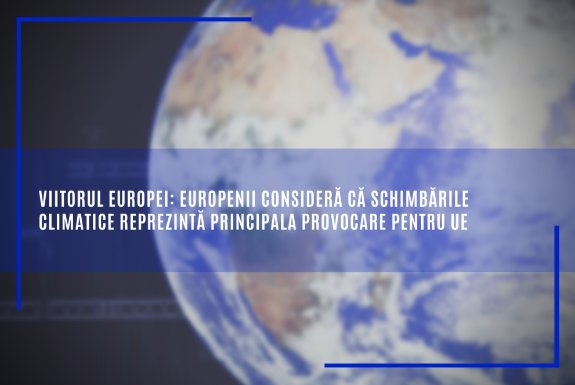 VIITORUL EUROPEI: EUROPENII CONSIDERĂ CĂ SCHIMBĂRILE
CLIMATICE REPREZINTĂ PRINCIPALA PROVOCARE PENTRU UE